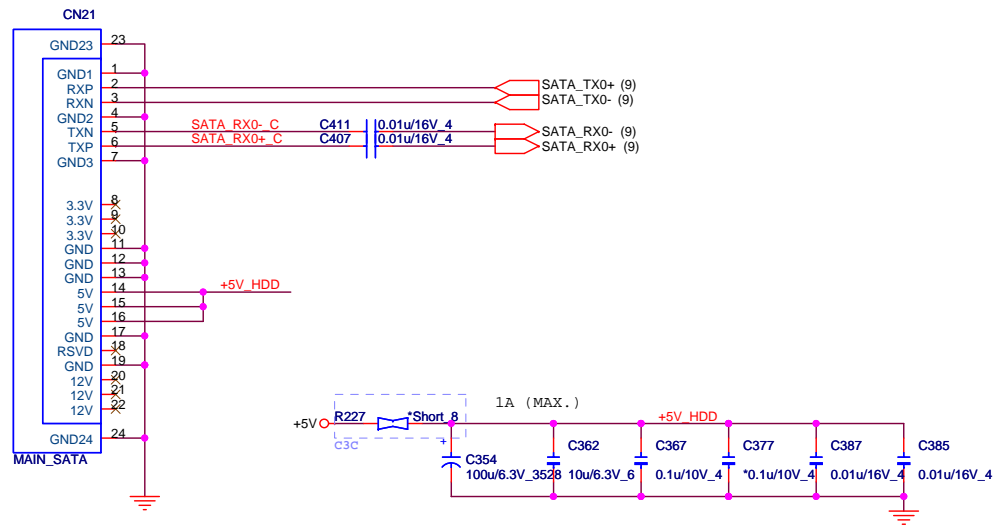 CN21
GND23 23
GND1 1
RXP 2 SATA_TX0+ (9)
RXN 3 SATA_TX0- (9)
GND2 4
TXN 5 SATA_RX0-_C C411 0.01u/16V_4 SATA_RX0- (9)
TXP 6 SATA_RX0+_C C407 0.01u/16V_4 SATA_RX0+ (9)
GND3 7
3.3V 8
3.3V 9
3.3V 10
GND 11
GND 12
GND 13
5V 14 +5V_HDD
5V 15
5V 16
GND 17
RSVD 18
GND 19
12V 20
12V 21
12V 22
GND24 24
MAIN_SATA
1A (MAX.)
+5V R227 *Short_8 +5V_HDD
C3C
+
C354 100u/6.3V_3528
C362 10u/6.3V_6
C367 0.1u/10V_4
C377 *0.1u/10V_4
C387 0.01u/16V_4
C385 0.01u/16V_4